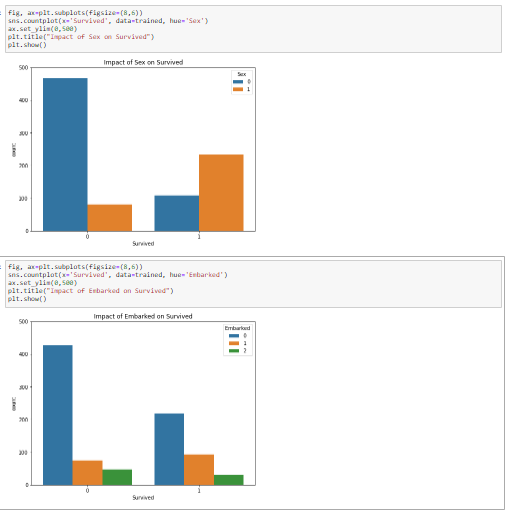 fig, ax=plt.subplots(figsize=(8,6))
sns.countplot(x='Survived', data=trained, hue='Sex')
ax.set_ylim(0,500)
plt.title("Impact of Sex on Survived")
plt.show()
Impact of Sex on Survived
Sex
0
1
500
400
300
200
100
0
count
0 1
Survived
fig, ax=plt.subplots(figsize=(8,6))
sns.countplot(x='Survived', data=trained, hue='Embarked')
ax.set_ylim(0,500)
plt.title("Impact of Embarked on Survived")
plt.show()
Impact of Embarked on Survived
Embarked
0
1
2
500
400
300
200
100
0
count
0 1
Survived